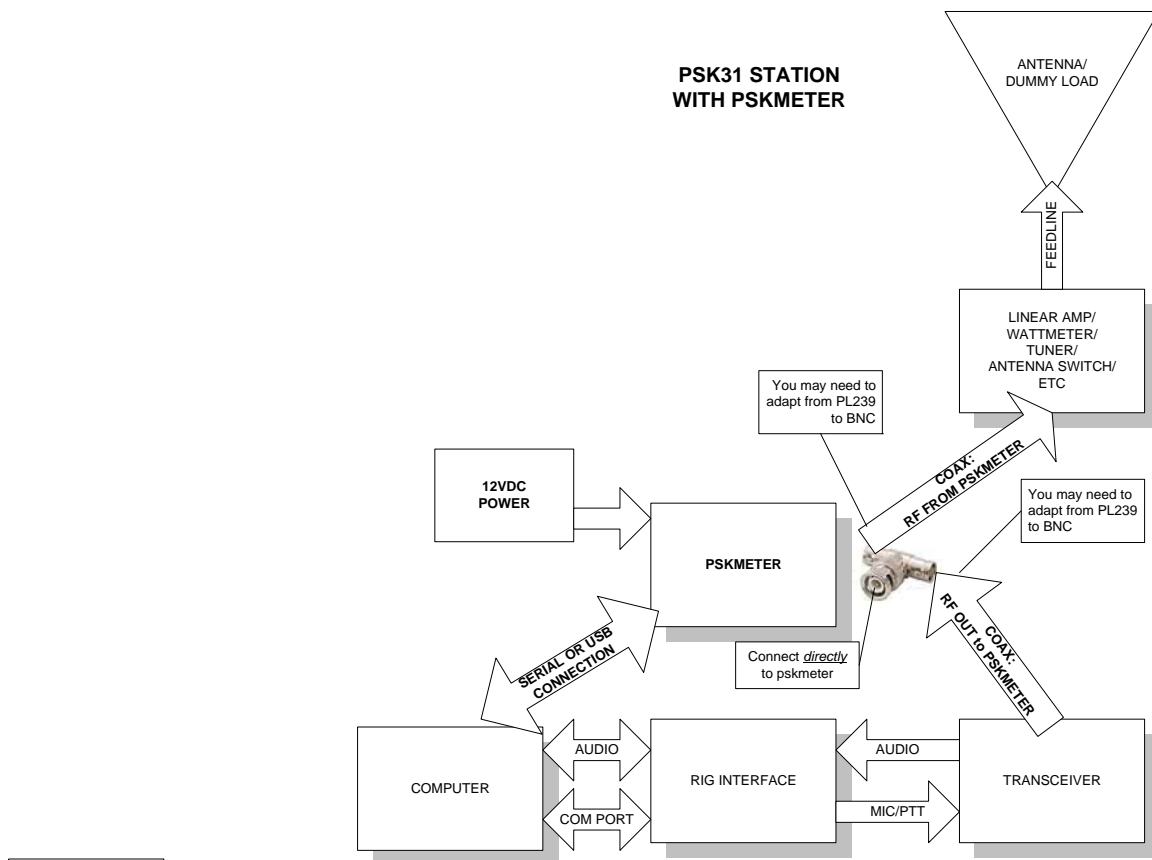 PSK31 STATION
WITH PSKMETER
ANTENNA/
DUMMY LOAD
FEEDLINE
LINEAR AMP/
WATTMETER/
TUNER/
ANTENNA SWITCH/
ETC
You may need to
adapt from PL239
to BNC
COAX:
RF FROM PSKMETER
You may need to
adapt from PL239
to BNC
12VDC
POWER
PSKMETER
SERIAL OR USB
CONNECTION
Connect directly
to pskmeter
COAX:
RF OUT to PSKMETER
COMPUTER
AUDIO
COM PORT
RIG INTERFACE
AUDIO
MIC/PTT
TRANSCEIVER